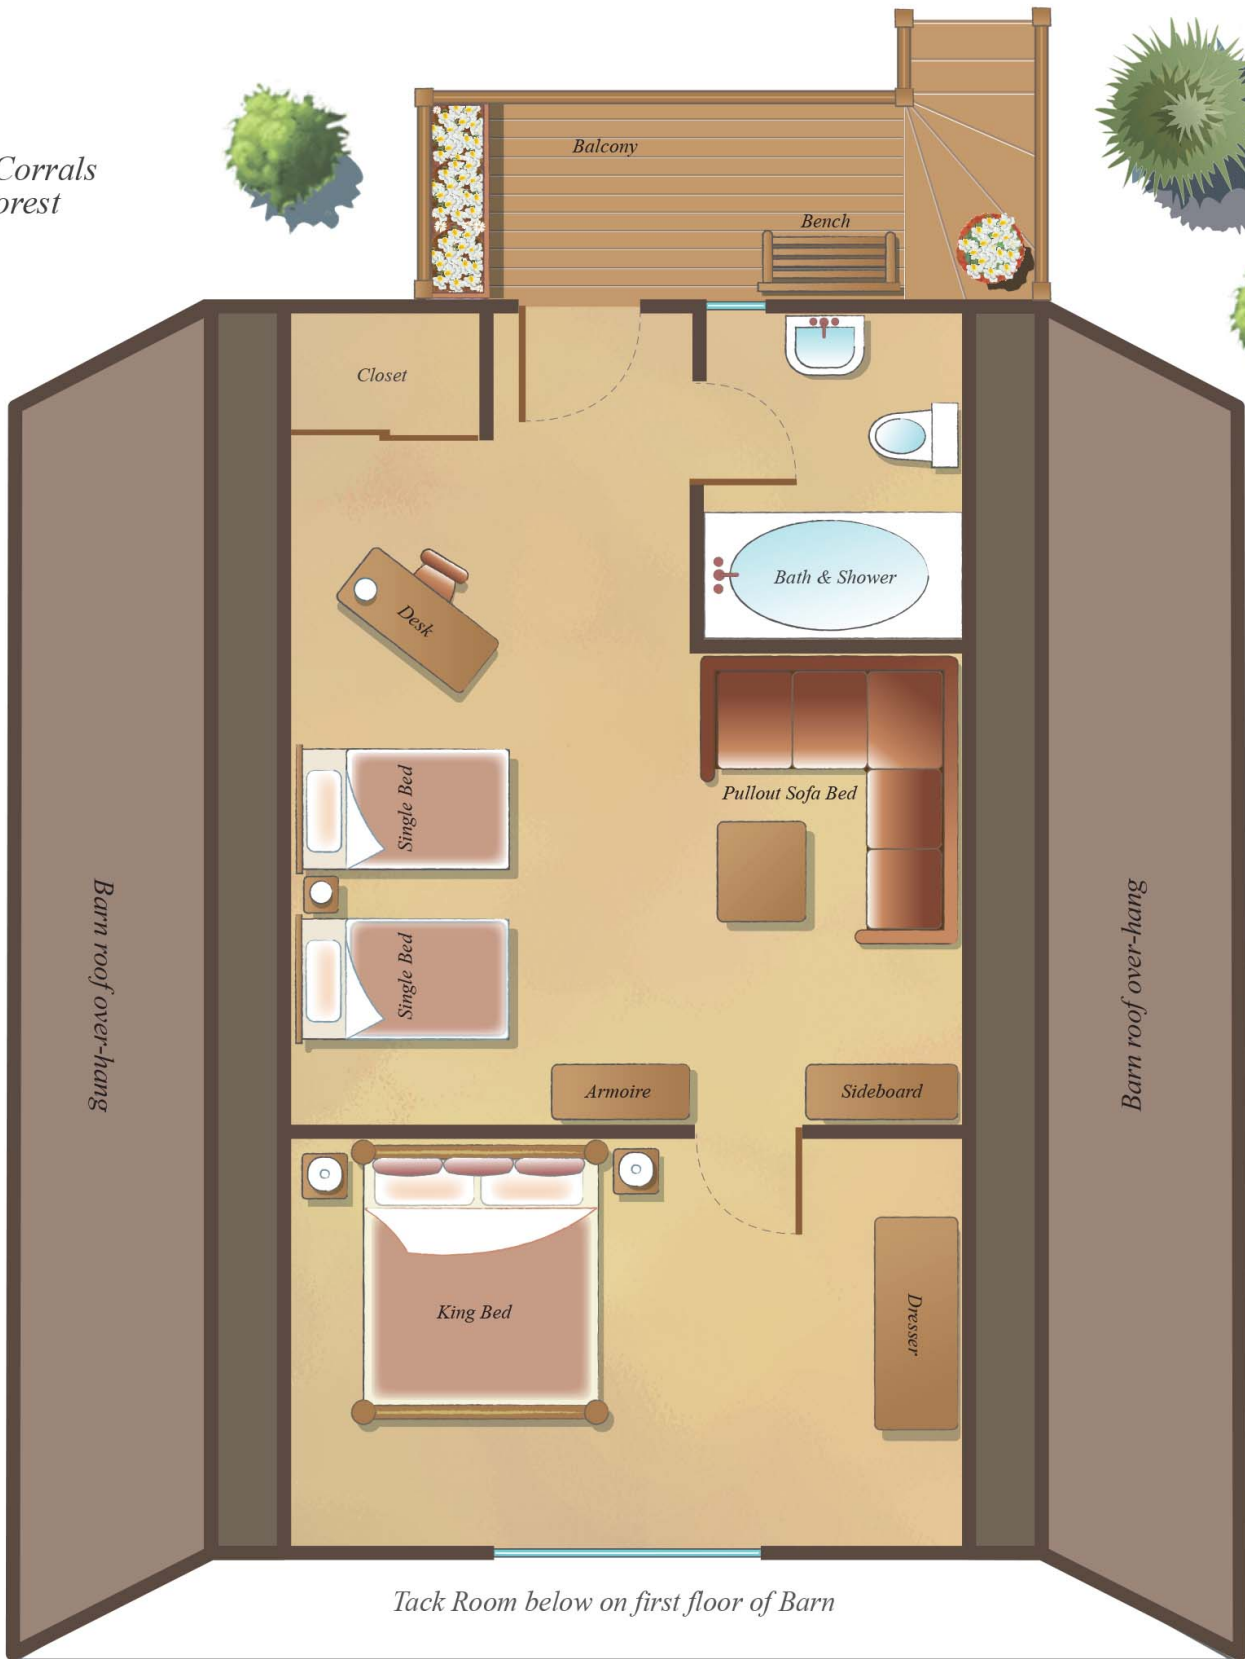 Corrals
orest
Balcony
Bench
Closet
Bath & Shower
Desk
Single Bed
Pullout Sofa Bed
Single Bed
Barn roof over-hang
Barn roof over-hang
Armoire
Sideboard
King Bed
Dresser
Tack Room below on first floor of Barn